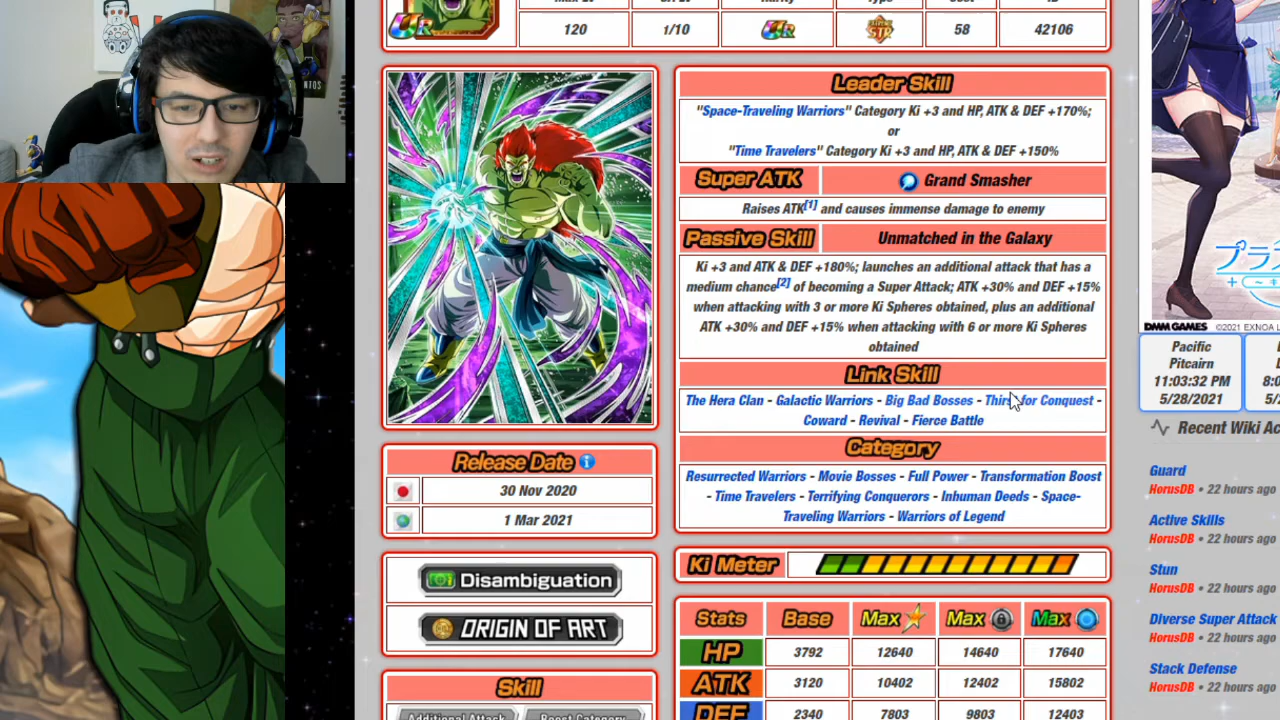 120
1/10
UR
58
42106
UR
Leader Skill
"Space-Traveling Warriors" Category Ki +3 and HP, ATK & DEF +170%;
or
"Time Travelers" Category Ki +3 and HP, ATK & DEF +150%
Super ATK
Grand Smasher
Raises ATK[1] and causes immense damage to enemy
Passive Skill
Unmatched in the Galaxy
Ki +3 and ATK & DEF +180%; launches an additional attack that has a
medium chance[2] of becoming a Super Attack; ATK +30% and DEF +15%
when attacking with 3 or more Ki Spheres obtained, plus an additional
ATK +30% and DEF +15% when attacking with 6 or more Ki Spheres
obtained
Link Skill
The Hera Clan - Galactic Warriors - Big Bad Bosses - Thirst for Conquest -
Coward - Revival - Fierce Battle
Category
Resurrected Warriors - Movie Bosses - Full Power - Transformation Boost
- Time Travelers - Terrifying Conquerors - Inhuman Deeds - Space-
Traveling Warriors - Warriors of Legend
Release Date
30 Nov 2020
1 Mar 2021
Disambiguation
ORIGIN OF ART
Skill
Additional Attack
Boost Category
Ki Meter
Stats
Base
Max
Max
Max
HP
3792
12640
14640
17640
ATK
3120
10402
12402
15802
DEF
2340
7803
9803
12403
DMM GAMES
©2021 EXNOA L
Pacific
Pitcairn
11:03:32 PM
5/28/2021
Recent Wiki Ac
Guard
HorusDB • 22 hours ago
Active Skills
HorusDB • 22 hours ago
Stun
HorusDB • 22 hours ago
Diverse Super Attack
HorusDB • 22 hours ago
Stack Defense
HorusDB • 22 hours ago